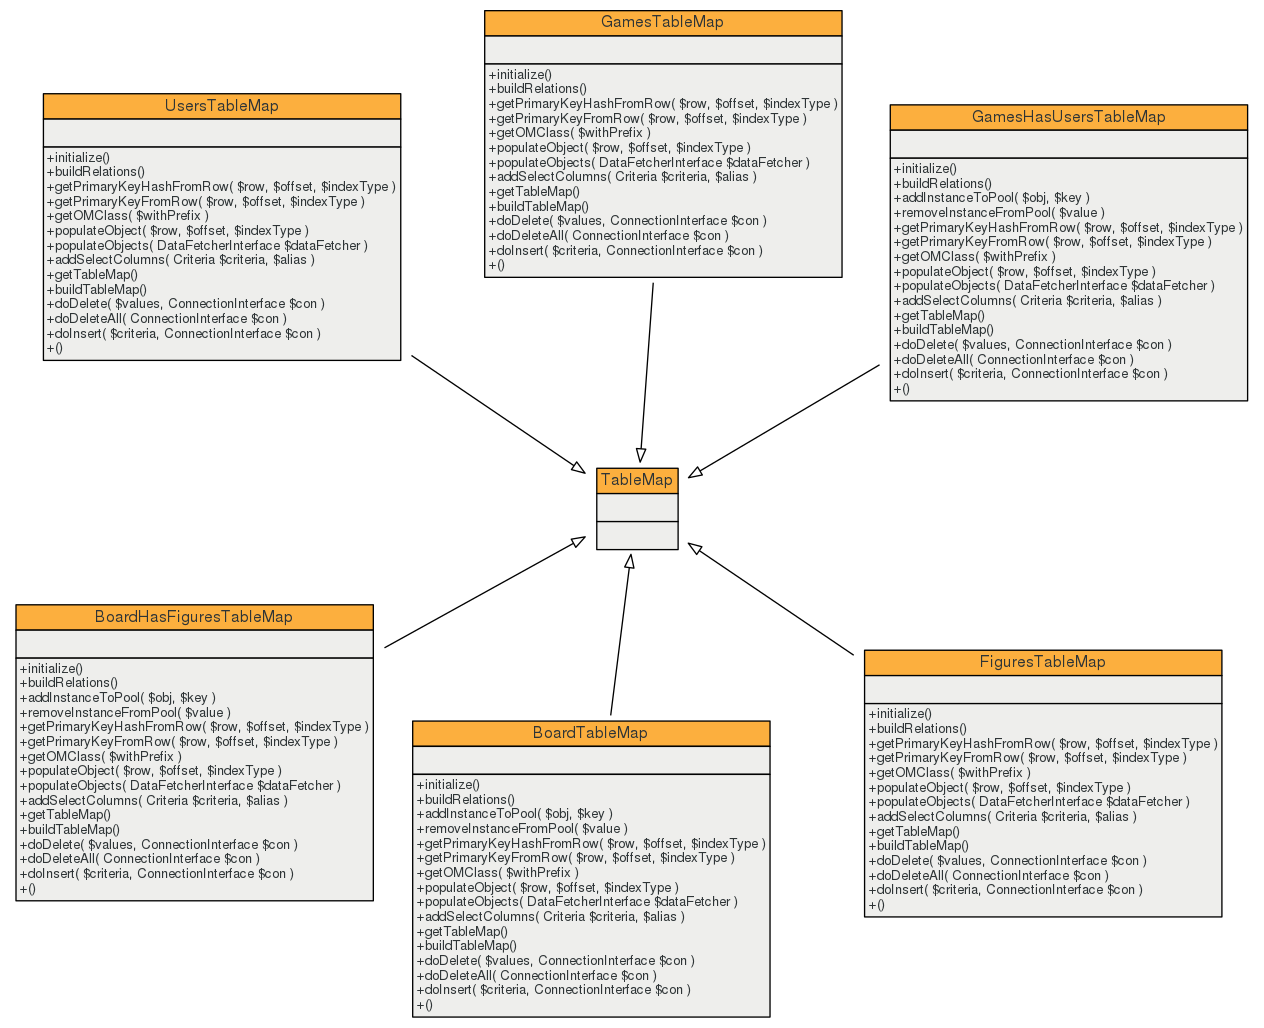 GamesTableMap
+initialize()
+buildRelations()
+getPrimaryKeyHashFromRow( $row, $offset, $indexType )
+getPrimaryKeyFromRow( $row, $offset, $indexType )
+getOMClass( $withPrefix )
+populateObject( $row, $offset, $indexType )
+populateObjects( DataFetcherInterface $dataFetcher )
+addSelectColumns( Criteria $criteria, $alias )
+getTableMap()
+buildTableMap()
+doDelete( $values, ConnectionInterface $con )
+doDeleteAll( ConnectionInterface $con )
+doInsert( $criteria, ConnectionInterface $con )
+()
UsersTableMap
+initialize()
+buildRelations()
+getPrimaryKeyHashFromRow( $row, $offset, $indexType )
+getPrimaryKeyFromRow( $row, $offset, $indexType )
+getOMClass( $withPrefix )
+populateObject( $row, $offset, $indexType )
+populateObjects( DataFetcherInterface $dataFetcher )
+addSelectColumns( Criteria $criteria, $alias )
+getTableMap()
+buildTableMap()
+doDelete( $values, ConnectionInterface $con )
+doDeleteAll( ConnectionInterface $con )
+doInsert( $criteria, ConnectionInterface $con )
+()
GamesHasUsersTableMap
+initialize()
+buildRelations()
+addInstanceToPool( $obj, $key )
+removeInstanceFromPool( $value )
+getPrimaryKeyHashFromRow( $row, $offset, $indexType )
+getPrimaryKeyFromRow( $row, $offset, $indexType )
+getOMClass( $withPrefix )
+populateObject( $row, $offset, $indexType )
+populateObjects( DataFetcherInterface $dataFetcher )
+addSelectColumns( Criteria $criteria, $alias )
+getTableMap()
+buildTableMap()
+doDelete( $values, ConnectionInterface $con )
+doDeleteAll( ConnectionInterface $con )
+doInsert( $criteria, ConnectionInterface $con )
+()
TableMap
BoardHasFiguresTableMap
+initialize()
+buildRelations()
+addInstanceToPool( $obj, $key )
+removeInstanceFromPool( $value )
+getPrimaryKeyHashFromRow( $row, $offset, $indexType )
+getPrimaryKeyFromRow( $row, $offset, $indexType )
+getOMClass( $withPrefix )
+populateObject( $row, $offset, $indexType )
+populateObjects( DataFetcherInterface $dataFetcher )
+addSelectColumns( Criteria $criteria, $alias )
+getTableMap()
+buildTableMap()
+doDelete( $values, ConnectionInterface $con )
+doDeleteAll( ConnectionInterface $con )
+doInsert( $criteria, ConnectionInterface $con )
+()
BoardTableMap
+initialize()
+buildRelations()
+addInstanceToPool( $obj, $key )
+removeInstanceFromPool( $value )
+getPrimaryKeyHashFromRow( $row, $offset, $indexType )
+getPrimaryKeyFromRow( $row, $offset, $indexType )
+getOMClass( $withPrefix )
+populateObject( $row, $offset, $indexType )
+populateObjects( DataFetcherInterface $dataFetcher )
+addSelectColumns( Criteria $criteria, $alias )
+getTableMap()
+buildTableMap()
+doDelete( $values, ConnectionInterface $con )
+doDeleteAll( ConnectionInterface $con )
+doInsert( $criteria, ConnectionInterface $con )
+()
FiguresTableMap
+initialize()
+buildRelations()
+getPrimaryKeyHashFromRow( $row, $offset, $indexType )
+getPrimaryKeyFromRow( $row, $offset, $indexType )
+getOMClass( $withPrefix )
+populateObject( $row, $offset, $indexType )
+populateObjects( DataFetcherInterface $dataFetcher )
+addSelectColumns( Criteria $criteria, $alias )
+getTableMap()
+buildTableMap()
+doDelete( $values, ConnectionInterface $con )
+doDeleteAll( ConnectionInterface $con )
+doInsert( $criteria, ConnectionInterface $con )
+()